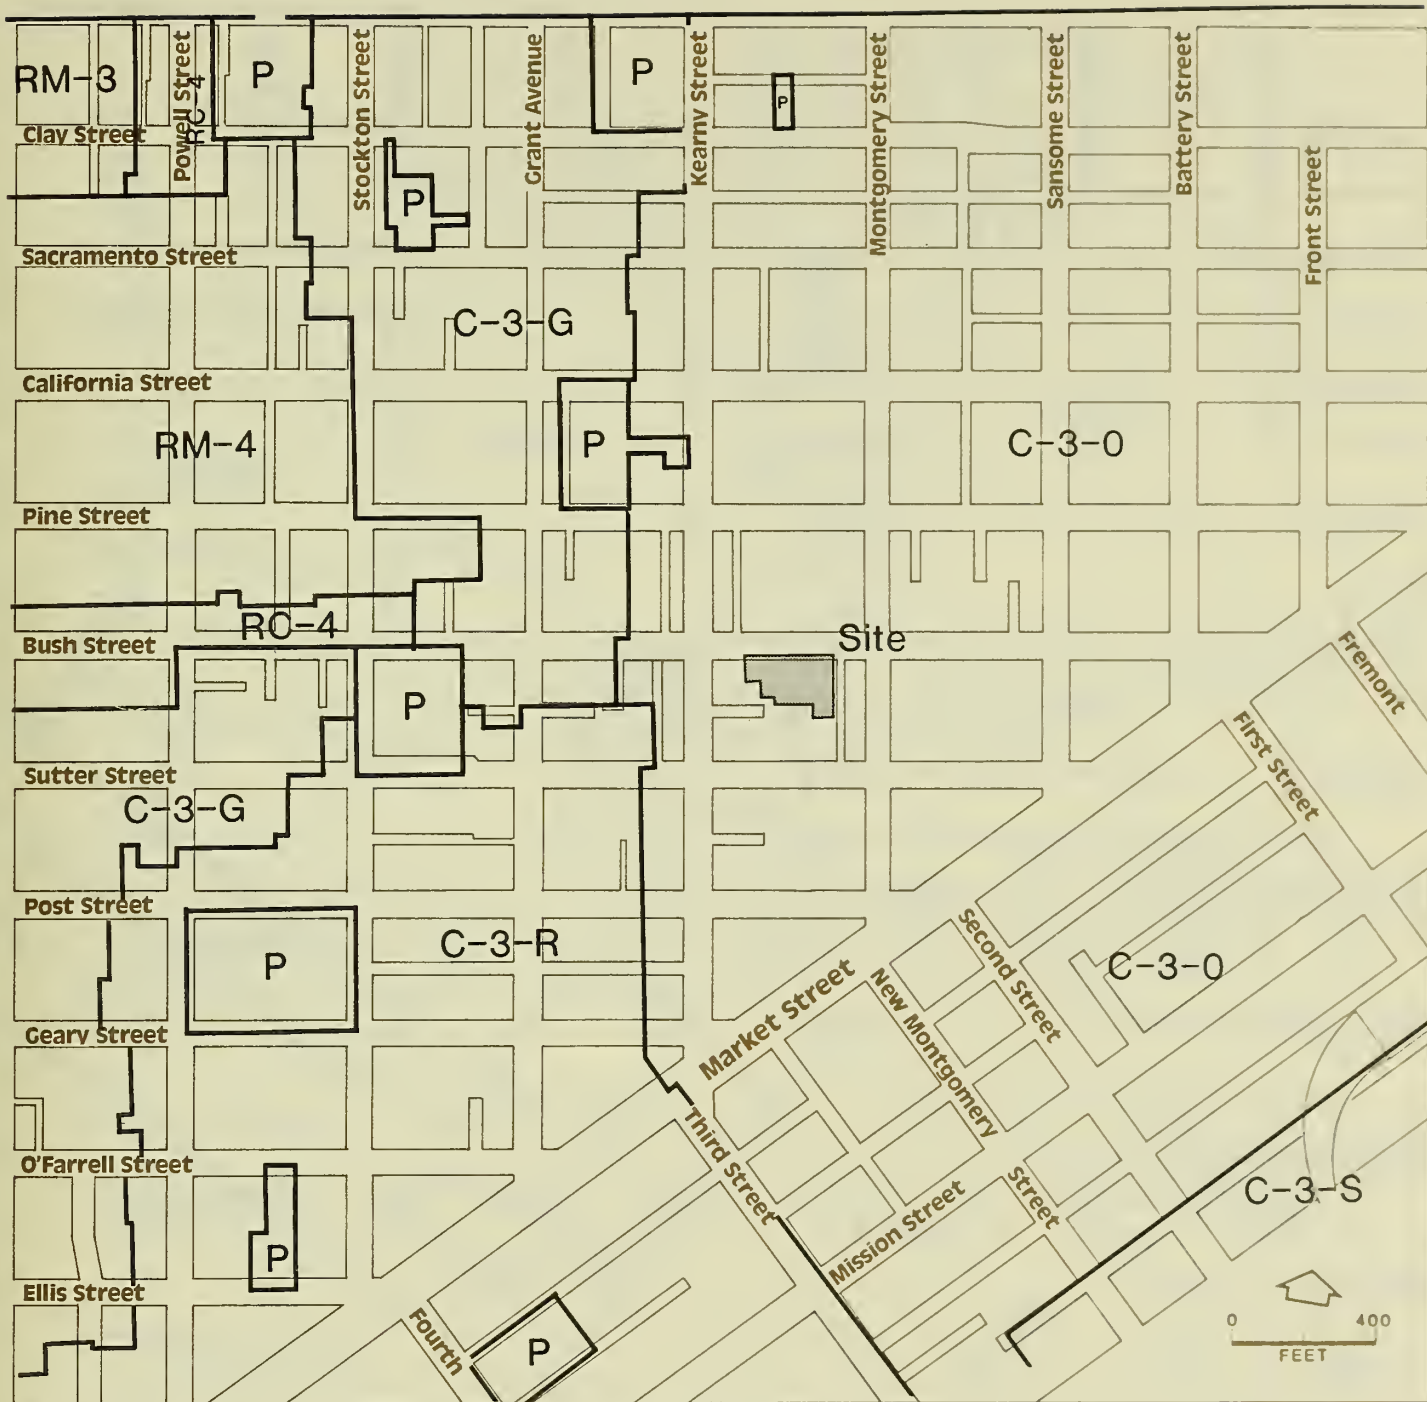 RM-3
Powell Street
RC-4
P
Stockton Street
Grant Avenue
P
Kearny Street
P
Montgomery Street
Sansome Street
Battery Street
Front Street
Clay Street
P
Sacramento Street
C-3-G
California Street
RM-4
P
C-3-O
Pine Street
RC-4
Bush Street
Site
P
Fremont
First Street
Sutter Street
C-3-G
Post Street
C-3-R
P
Second Street
C-3-O
Market Street
New Montgomery
Street
Geary Street
Third Street
O'Farrell Street
Mission Street
C-3-S
P
Ellis Street
Fourth
P
0 400
FEET